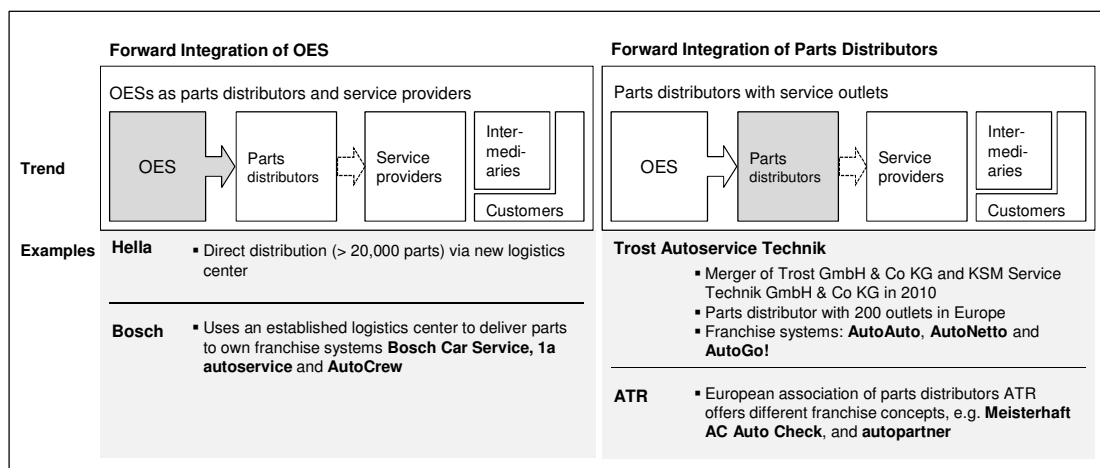 Forward Integration of OES
OESs as parts distributors and service providers
Trend
OES
Parts
distributors
Service
providers
Inter-
medi-
aries
Customers
Forward Integration of Parts Distributors
Parts distributors with service outlets
OES
Parts
distributors
Service
providers
Inter-
medi-
aries
Customers
Examples
Hella
▪ Direct distribution (> 20,000 parts) via new logistics
center
Bosch
▪ Uses an established logistics center to deliver parts
to own franchise systems Bosch Car Service, 1a
autoservice and AutoCrew
Trost Autoservice Technik
▪ Merger of Trost GmbH & Co KG and KSM Service
Technik GmbH & Co KG in 2010
▪ Parts distributor with 200 outlets in Europe
▪ Franchise systems: AutoAuto, AutoNetto and
AutoGo!
ATR
▪ European association of parts distributors ATR
offers different franchise concepts, e.g. Meisterhaft
AC Auto Check, and autopartner